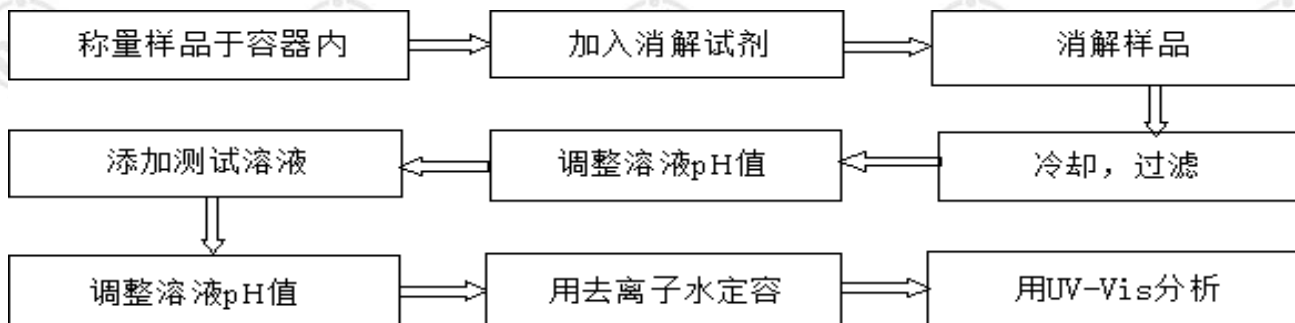 称量样品于容器内
加入消解试剂
消解样品
冷却，过滤
调整溶液pH值
添加测试溶液
调整溶液pH值
用去离子水定容
用UV-Vis分析